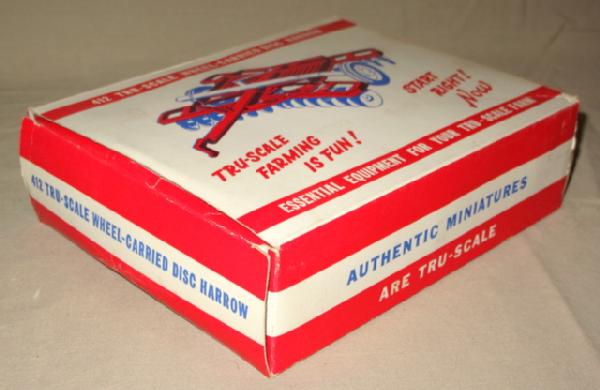 412 TRU-SCALE WHEEL-CARRIED DISC HARROW
TRU-SCALE
FARMING
IS FUN!
START
RIGHT!
Now
ESSENTIAL EQUIPMENT FOR YOUR TRU-SCALE FARM
412 TRU-SCALE WHEEL-CARRIED DISC HARROW
AUTHENTIC MINIATURES
ARE TRU-SCALE